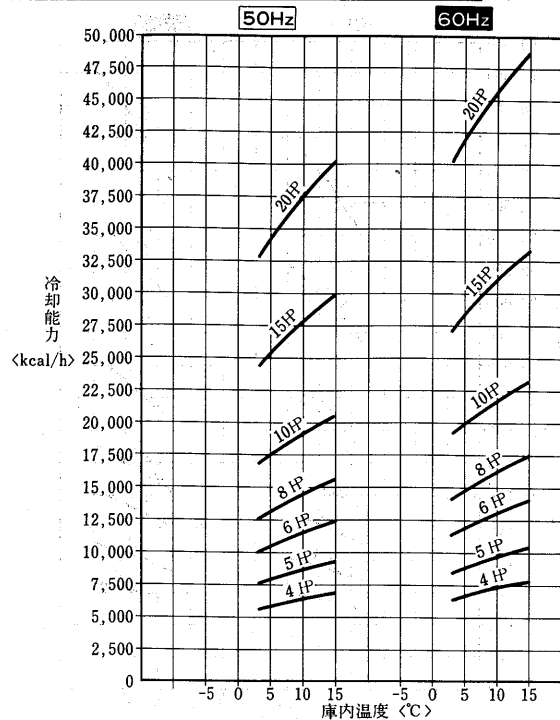 50Hz 60Hz
50,000
47,500
45,000
42,500
40,000
37,500
35,000
32,500
30,000
27,500
25,000
22,500
20,000
17,500
15,000
12,500
10,000
7,500
5,000
2,500
0
冷却能力
〈kcal/h〉
20HP
15HP
10HP
8HP
6HP
5HP
4HP
20HP
15HP
10HP
8HP
6HP
5HP
4HP
-5 0 5 10 15 -5 0 5 10 15
庫内温度〈℃〉